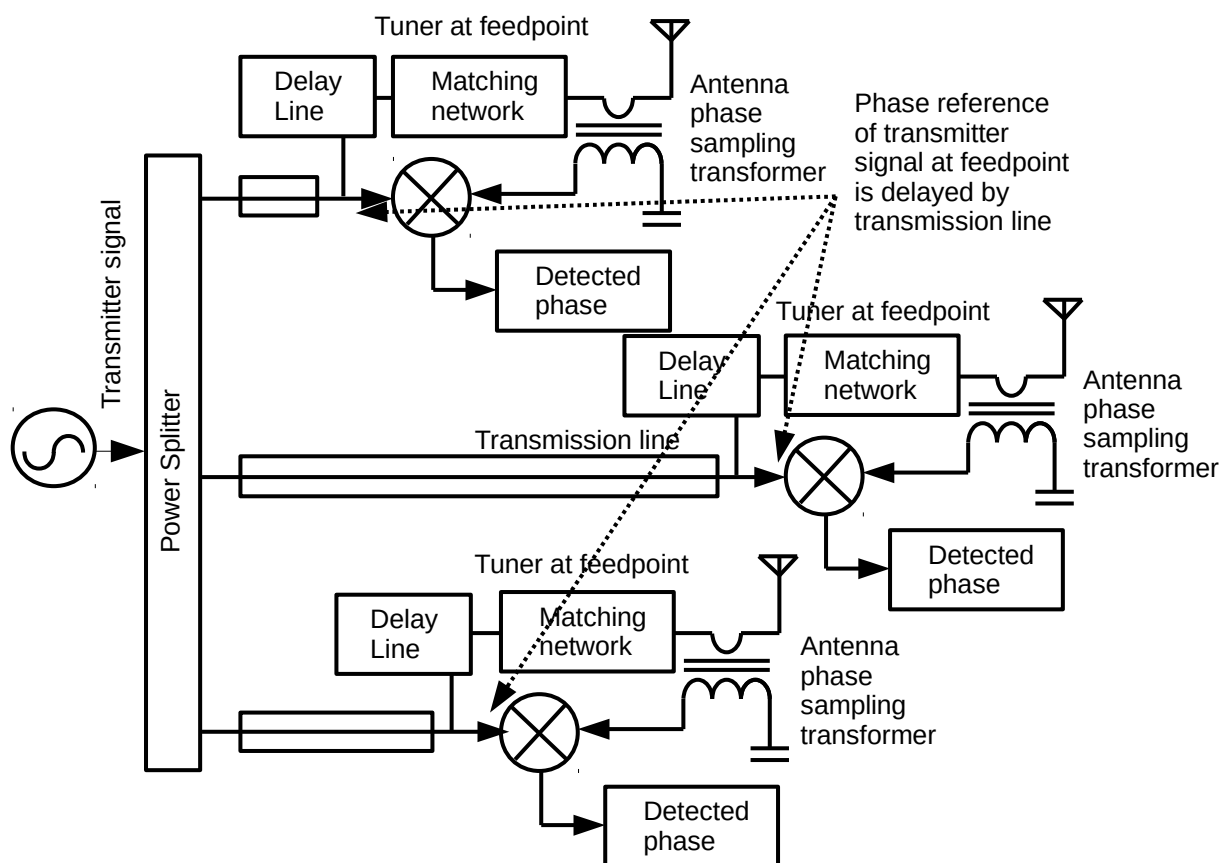 Tuner at feedpoint
Delay
Line
Matching
network
Antenna
phase
sampling
transformer
Phase reference
of transmitter
signal at feedpoint
is delayed by
transmission line
Detected
phase
Transmitter signal
Power Splitter
Tuner at feedpoint
Delay
Line
Matching
network
Antenna
phase
sampling
transformer
Transmission line
Detected
phase
Tuner at feedpoint
Delay
Line
Matching
network
Antenna
phase
sampling
transformer
Detected
phase